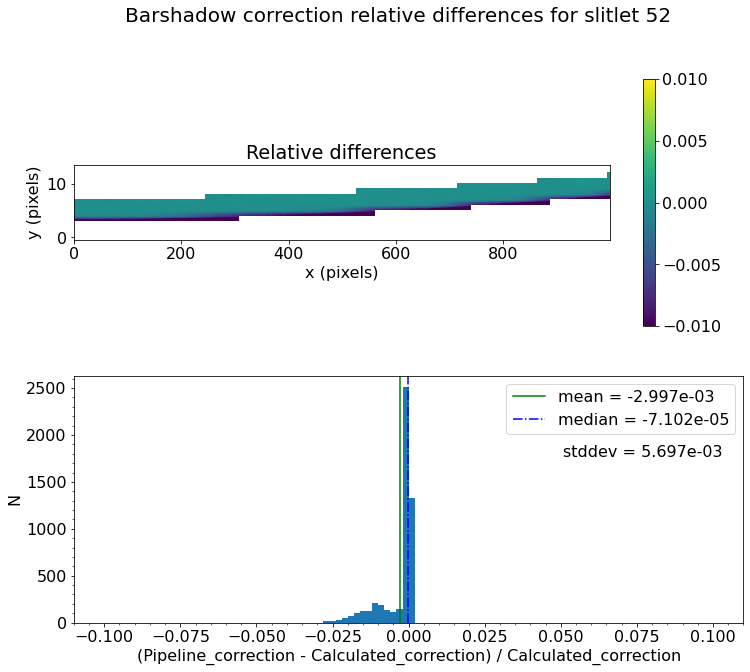 Barshadow correction relative differences for slitlet 52
Relative differences
y (pixels)
10
0
0 200 400 600 800
x (pixels)
0.010
0.005
0.000
−0.005
−0.010
N
2500
2000
1500
1000
500
0
mean = -2.997e-03
median = -7.102e-05
stddev = 5.697e-03
−0.100 −0.075 −0.050 −0.025 0.000 0.025 0.050 0.075 0.100
(Pipeline_correction - Calculated_correction) / Calculated_correction